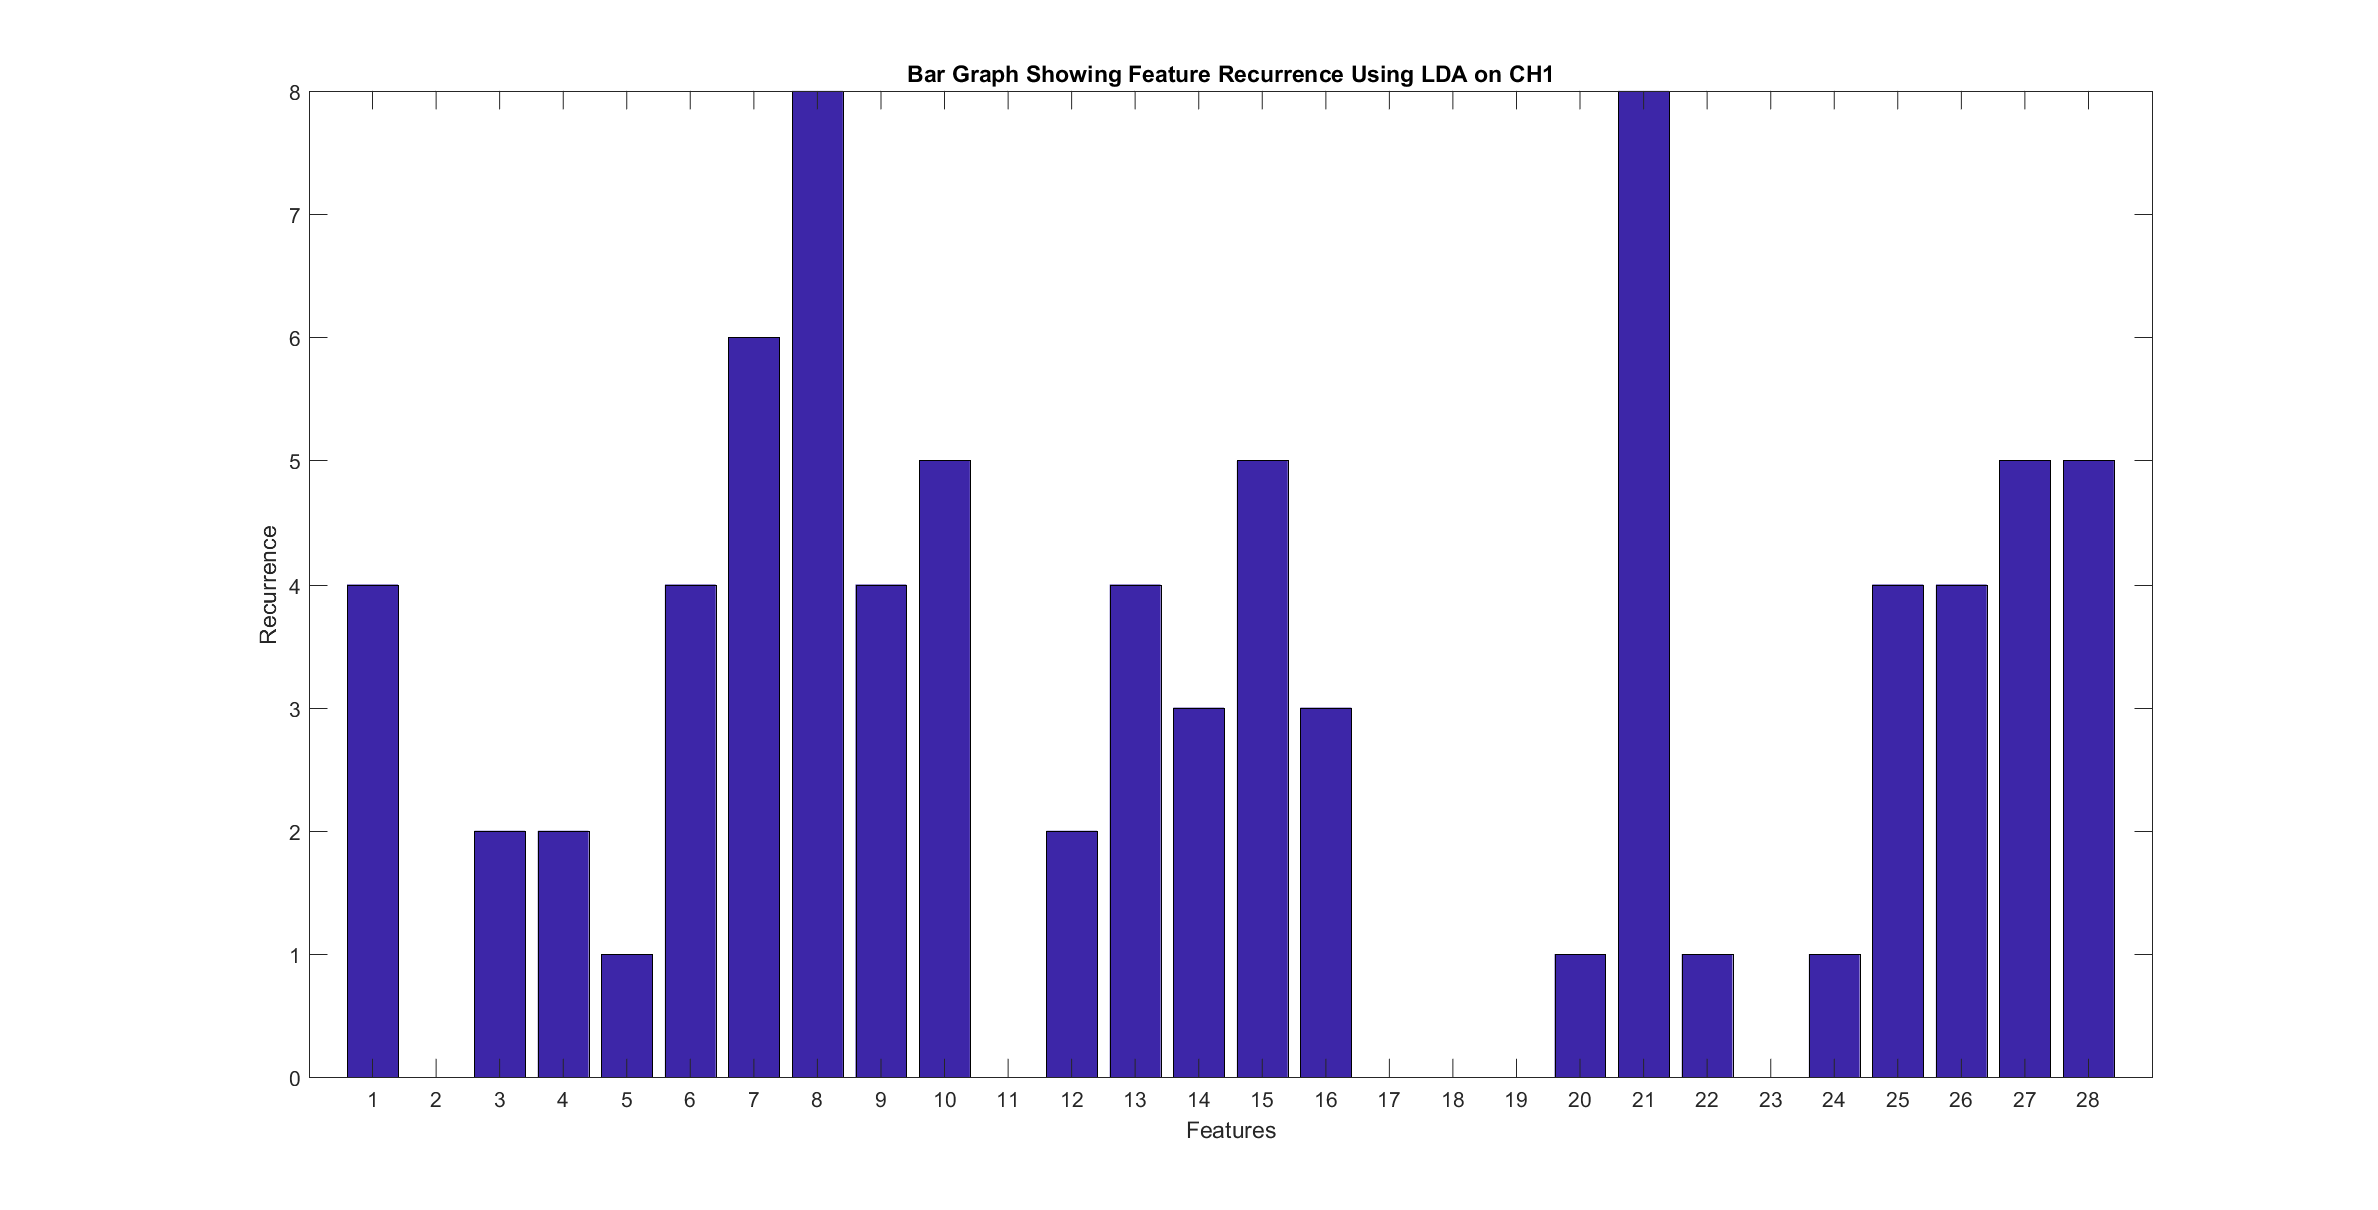 Bar Graph Showing Feature Recurrence Using LDA on CH1
8
7
6
5
4
3
2
1
0
Recurrence
1 2 3 4 5 6 7 8 9 10 11 12 13 14 15 16 17 18 19 20 21 22 23 24 25 26 27 28
Features